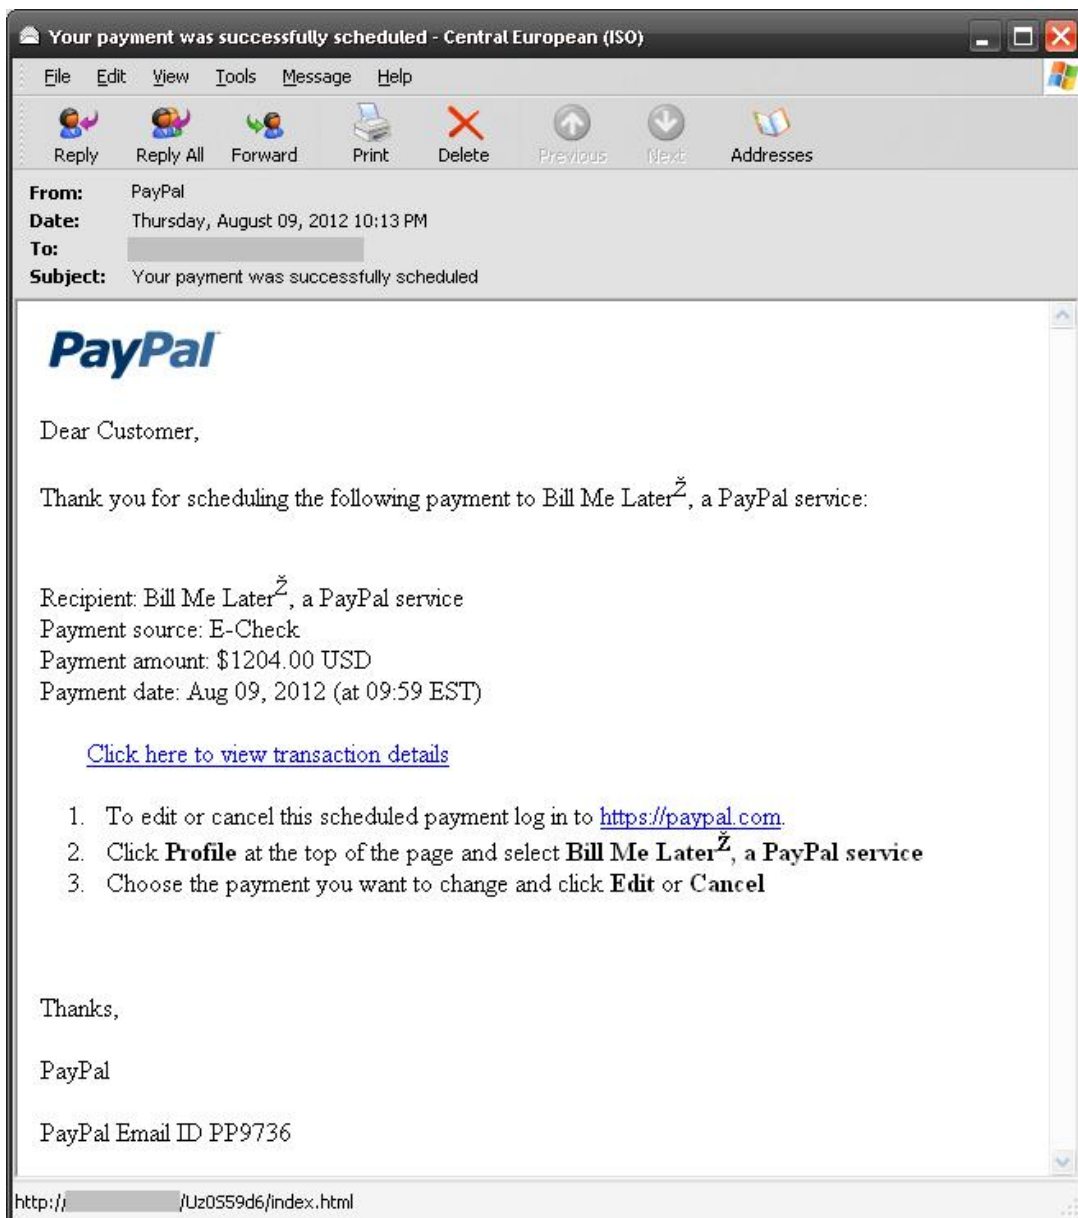 Your payment was successfully scheduled - Central European (ISO)
File Edit View Tools Message Help
Reply Reply All Forward Print Delete Previous Next Addresses
From: PayPal
Date: Thursday, August 09, 2012 10:13 PM
To:
Subject: Your payment was successfully scheduled
PayPal
Dear Customer,
Thank you for scheduling the following payment to Bill Me LaterŽ, a PayPal service:
Recipient: Bill Me LaterŽ, a PayPal service
Payment source: E-Check
Payment amount: $1204.00 USD
Payment date: Aug 09, 2012 (at 09:59 EST)
Click here to view transaction details
1. To edit or cancel this scheduled payment log in to https://paypal.com.
2. Click Profile at the top of the page and select Bill Me LaterŽ, a PayPal service
3. Choose the payment you want to change and click Edit or Cancel
Thanks,
PayPal
PayPal Email ID PP9736
http:// /Uz0S59d6/index.html